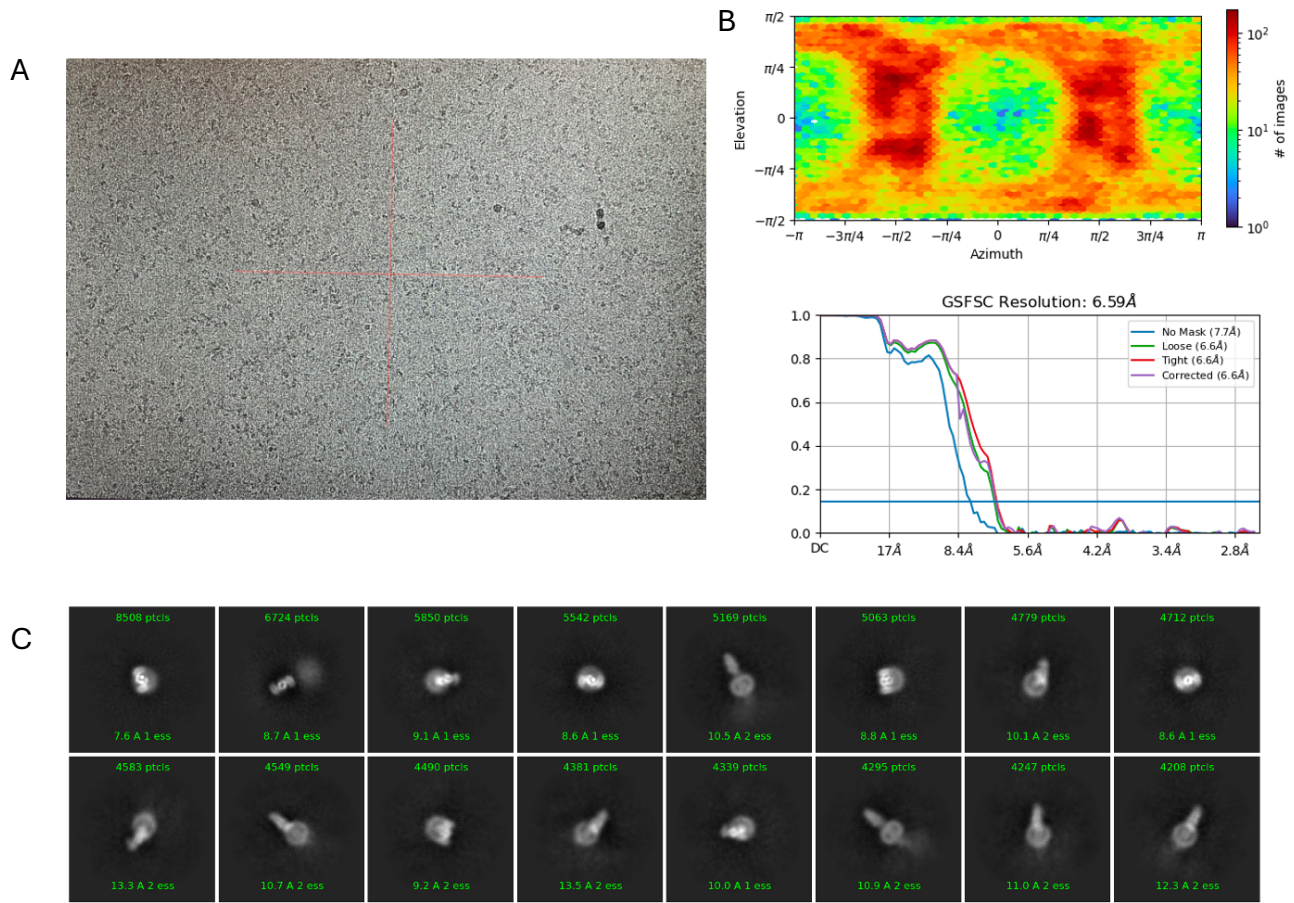 A
B
π/2
π/4
0
−π/4
−π/2
Elevation
−π
−3π/4
−π/2
−π/4
0
π/4
π/2
3π/4
π
Azimuth
10²
10¹
10⁰
# of images
GSFSC Resolution: 6.59Å
1.0
0.8
0.6
0.4
0.2
0.0
No Mask (7.7Å)
Loose (6.6Å)
Tight (6.6Å)
Corrected (6.6Å)
DC
17Å
8.4Å
5.6Å
4.2Å
3.4Å
2.8Å
C
8508 ptcls
6724 ptcls
5850 ptcls
5542 ptcls
5169 ptcls
5063 ptcls
4779 ptcls
4712 ptcls
7.6 A 1 ess
8.7 A 1 ess
9.1 A 1 ess
8.6 A 1 ess
10.5 A 2 ess
8.8 A 1 ess
10.1 A 2 ess
8.6 A 1 ess
4583 ptcls
4549 ptcls
4490 ptcls
4381 ptcls
4339 ptcls
4295 ptcls
4247 ptcls
4208 ptcls
13.3 A 2 ess
10.7 A 2 ess
9.2 A 2 ess
13.5 A 2 ess
10.0 A 1 ess
10.9 A 2 ess
11.0 A 2 ess
12.3 A 2 ess